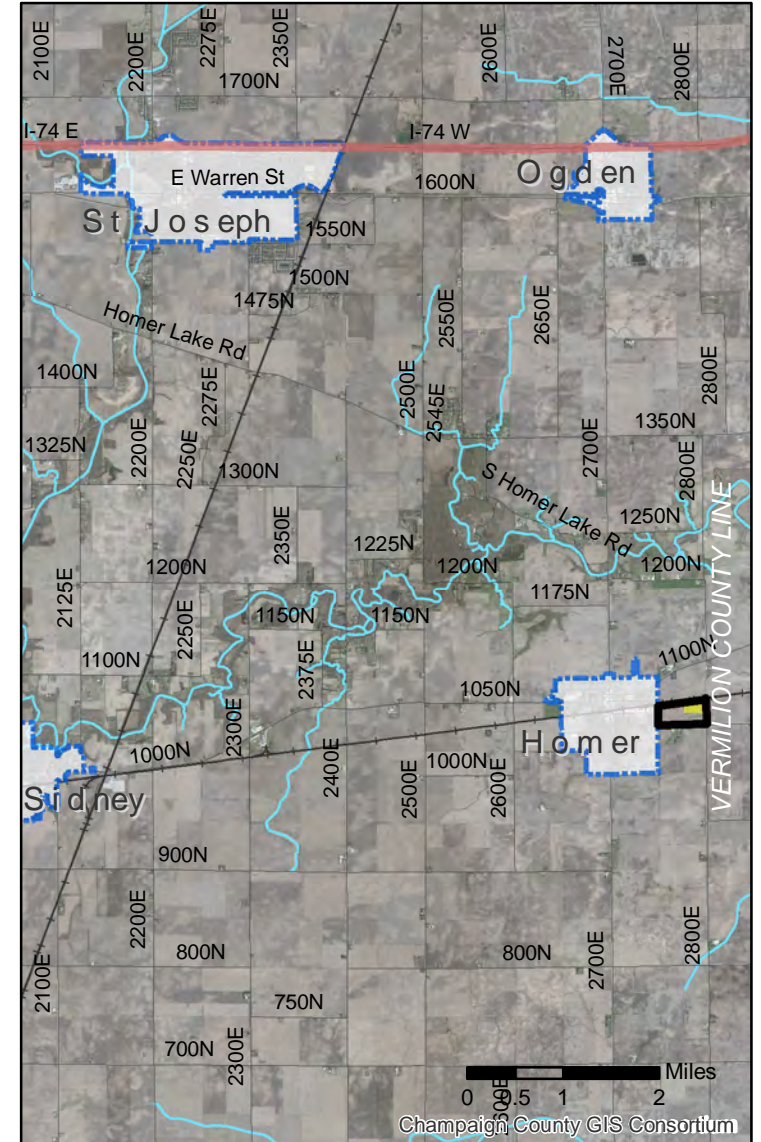 2100E
2200E
2275E
2350E
2600E
2700E
2800E
1700N
I-74 E
I-74 W
E Warren St
Ogden
1600N
St Joseph
1550N
1500N
1475N
Homer Lake Rd
2550E
2650E
1400N
2275E
2500E
2545E
2800E
1350N
1325N
2200E
2250E
1300N
2700E
S Homer Lake Rd
2800E
1250N
2350E
1225N
1200N
1200N
1200N
VERMILION COUNTY LINE
2125E
2250E
1150N
1150N
1175N
1100N
2375E
1100N
1050N
2300E
1000N
2400E
Homer
1000N
2500E
2600E
Sidney
900N
2200E
800N
800N
2700E
2800E
2100E
750N
700N
2300E
Miles
0 0.5 1 2
Champaign County GIS Consortium